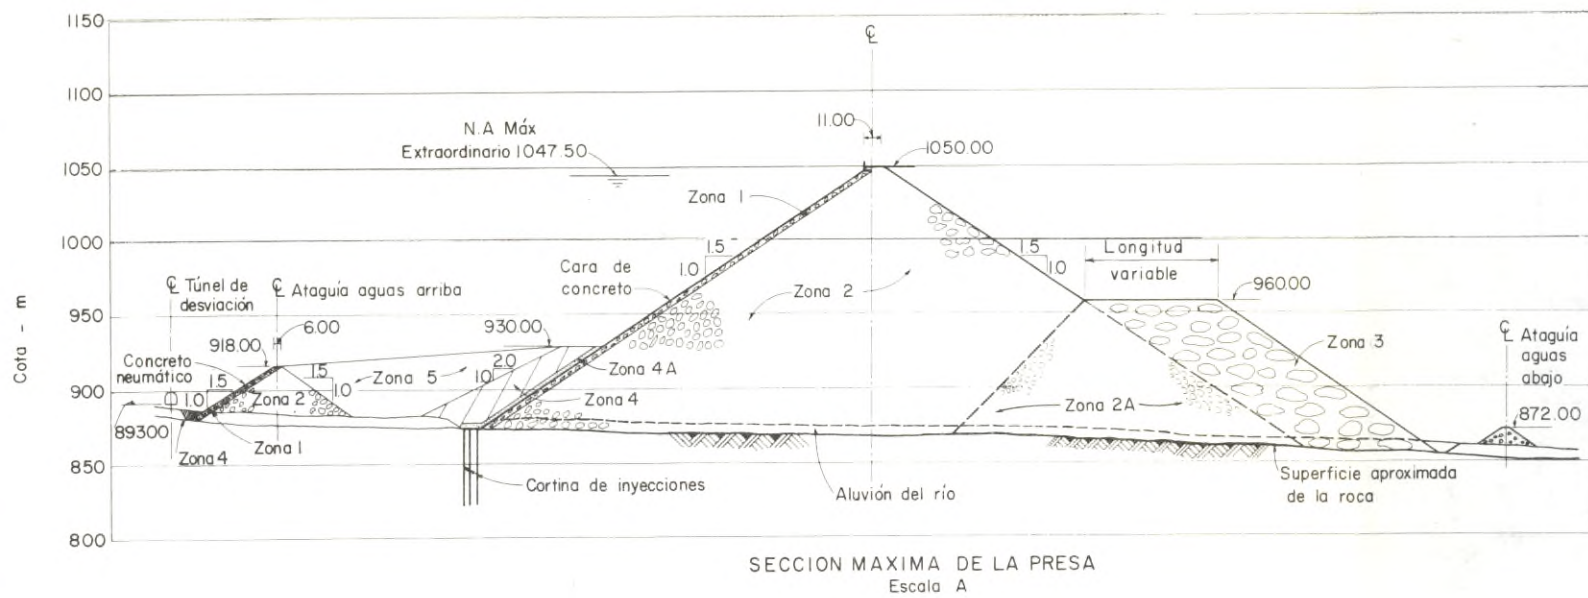 1150
1100
1050
1000
950
900
850
800
Cota - m
℄
11.00
1050.00
N.A Máx
Extraordinario 1047.50
Zona 1
1.5
1.0
Cara de
concreto
Zona 2
1.5
1.0
Longitud
variable
960.00
℄ Túnel de
desviación
℄ Ataguía aguas arriba
6.00
918.00
930.00
Concreto
neumático
1.5
1.0
Zona 2
1.5
1.0
Zona 5
2.0
1.0
Zona 4A
Zona 4
Zona 3
Zona 2A
℄ Ataguía
aguas
abajo
872.00
89300
Zona 4
Zona 1
Cortina de inyecciones
Aluvión del río
Superficie aproximada
de la roca
SECCION MAXIMA DE LA PRESA
Escala A